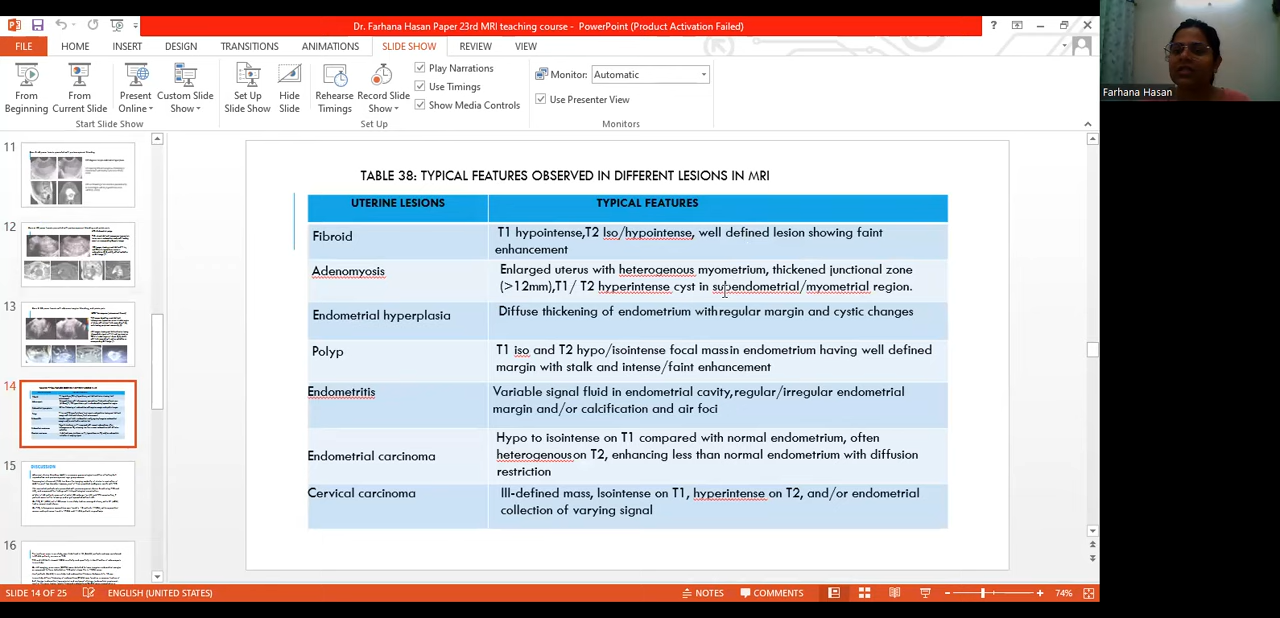 Dr. Farhana Hasan Paper 23rd MRI teaching course - PowerPoint (Product Activation Failed)
FILE HOME INSERT DESIGN TRANSITIONS ANIMATIONS SLIDE SHOW REVIEW VIEW
From Beginning
From Current Slide
Present Online
Custom Slide Show
Set Up Slide Show
Hide Slide
Rehearse Timings
Record Slide Show
Play Narrations
Use Timings
Show Media Controls
Monitor: Automatic
Use Presenter View
Start Slide Show
Set Up
Monitors
Farhana Hasan
11
12
13
14
15
DISCUSSION
16
TABLE 38: TYPICAL FEATURES OBSERVED IN DIFFERENT LESIONS IN MRI
UTERINE LESIONS TYPICAL FEATURES
Fibroid
T1 hypointense,T2 Iso/hypointense, well defined lesion showing faint
enhancement
Adenomyosis
Enlarged uterus with heterogenous myometrium, thickened junctional zone
(>12mm),T1/ T2 hyperintense cyst in supendometrial/myometrial region.
Endometrial hyperplasia
Diffuse thickening of endometrium with regular margin and cystic changes
Polyp
T1 iso and T2 hypo/isointense focal mass in endometrium having well defined
margin with stalk and intense/faint enhancement
Endometritis
Variable signal fluid in endometrial cavity, regular/irregular endometrial
margin and/or calcification and air foci
Endometrial carcinoma
Hypo to isointense on T1 compared with normal endometrium, often
heterogenous on T2, enhancing less than normal endometrium with diffusion
restriction
Cervical carcinoma
Ill-defined mass, Isointense on T1, hyperintense on T2, and/or endometrial
collection of varying signal
SLIDE 14 OF 25 ENGLISH (UNITED STATES) NOTES COMMENTS 74%